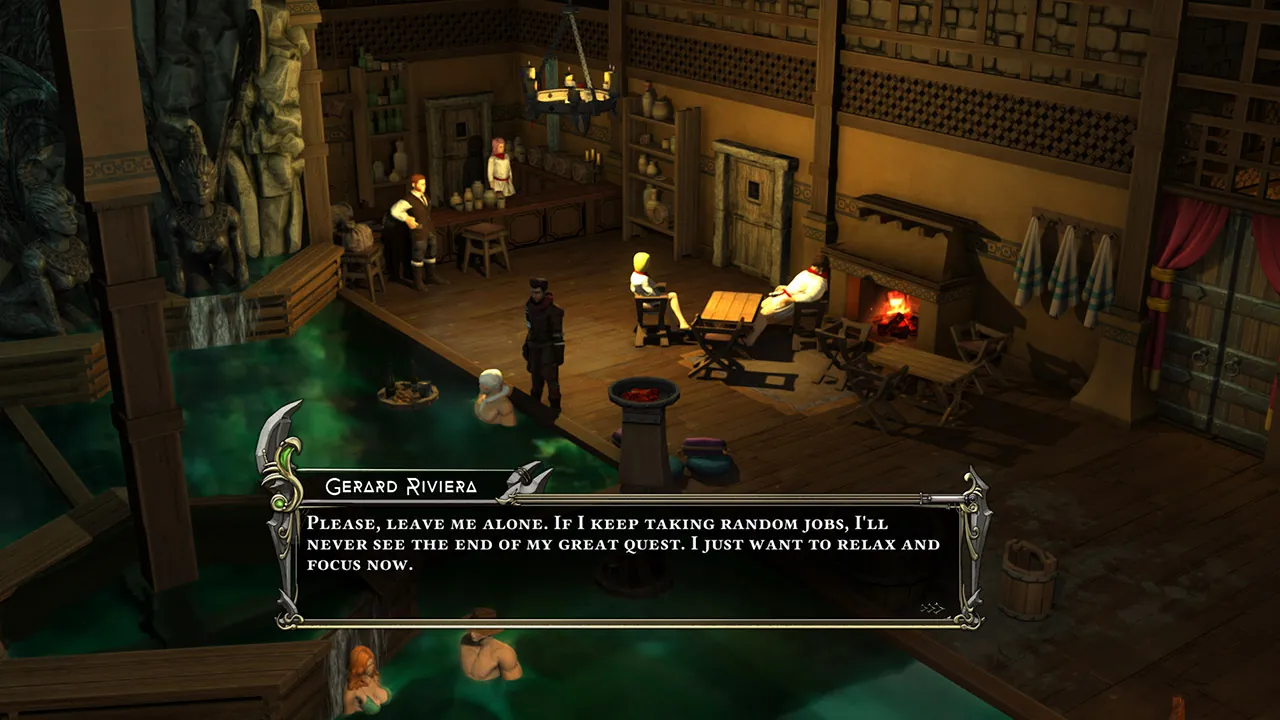 Gerard Riviera
Please, leave me alone. If I keep taking random jobs, I'll
never see the end of my great quest. I just want to relax and
focus now.